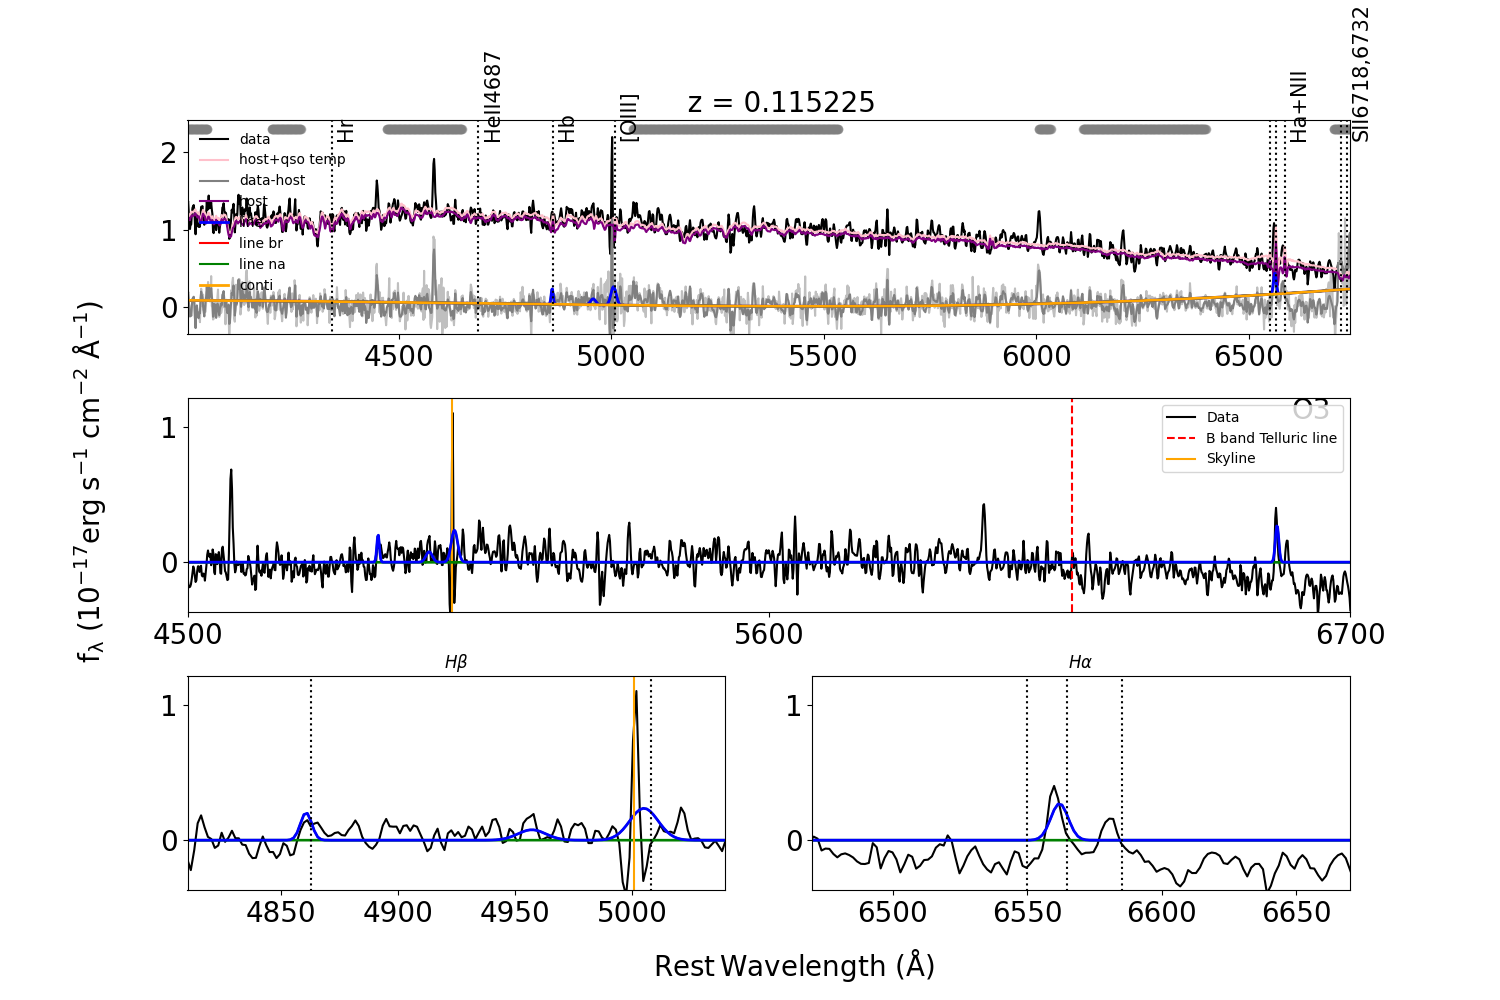 z = 0.115225
Hr
HeII4687
Hb
[OIII]
Ha+NII
SII6718,6732
data
host+qso temp
data-host
host
line br
line na
conti
2
1
0
4500
5000
5500
6000
6500
fλ (10−17erg s−1 cm−2 Å−1)
O3
Data
B band Telluric line
Skyline
1
0
4500
5600
6700
Hβ
1
0
4850
4900
4950
5000
Hα
1
0
6500
6550
6600
6650
Rest Wavelength (Å)